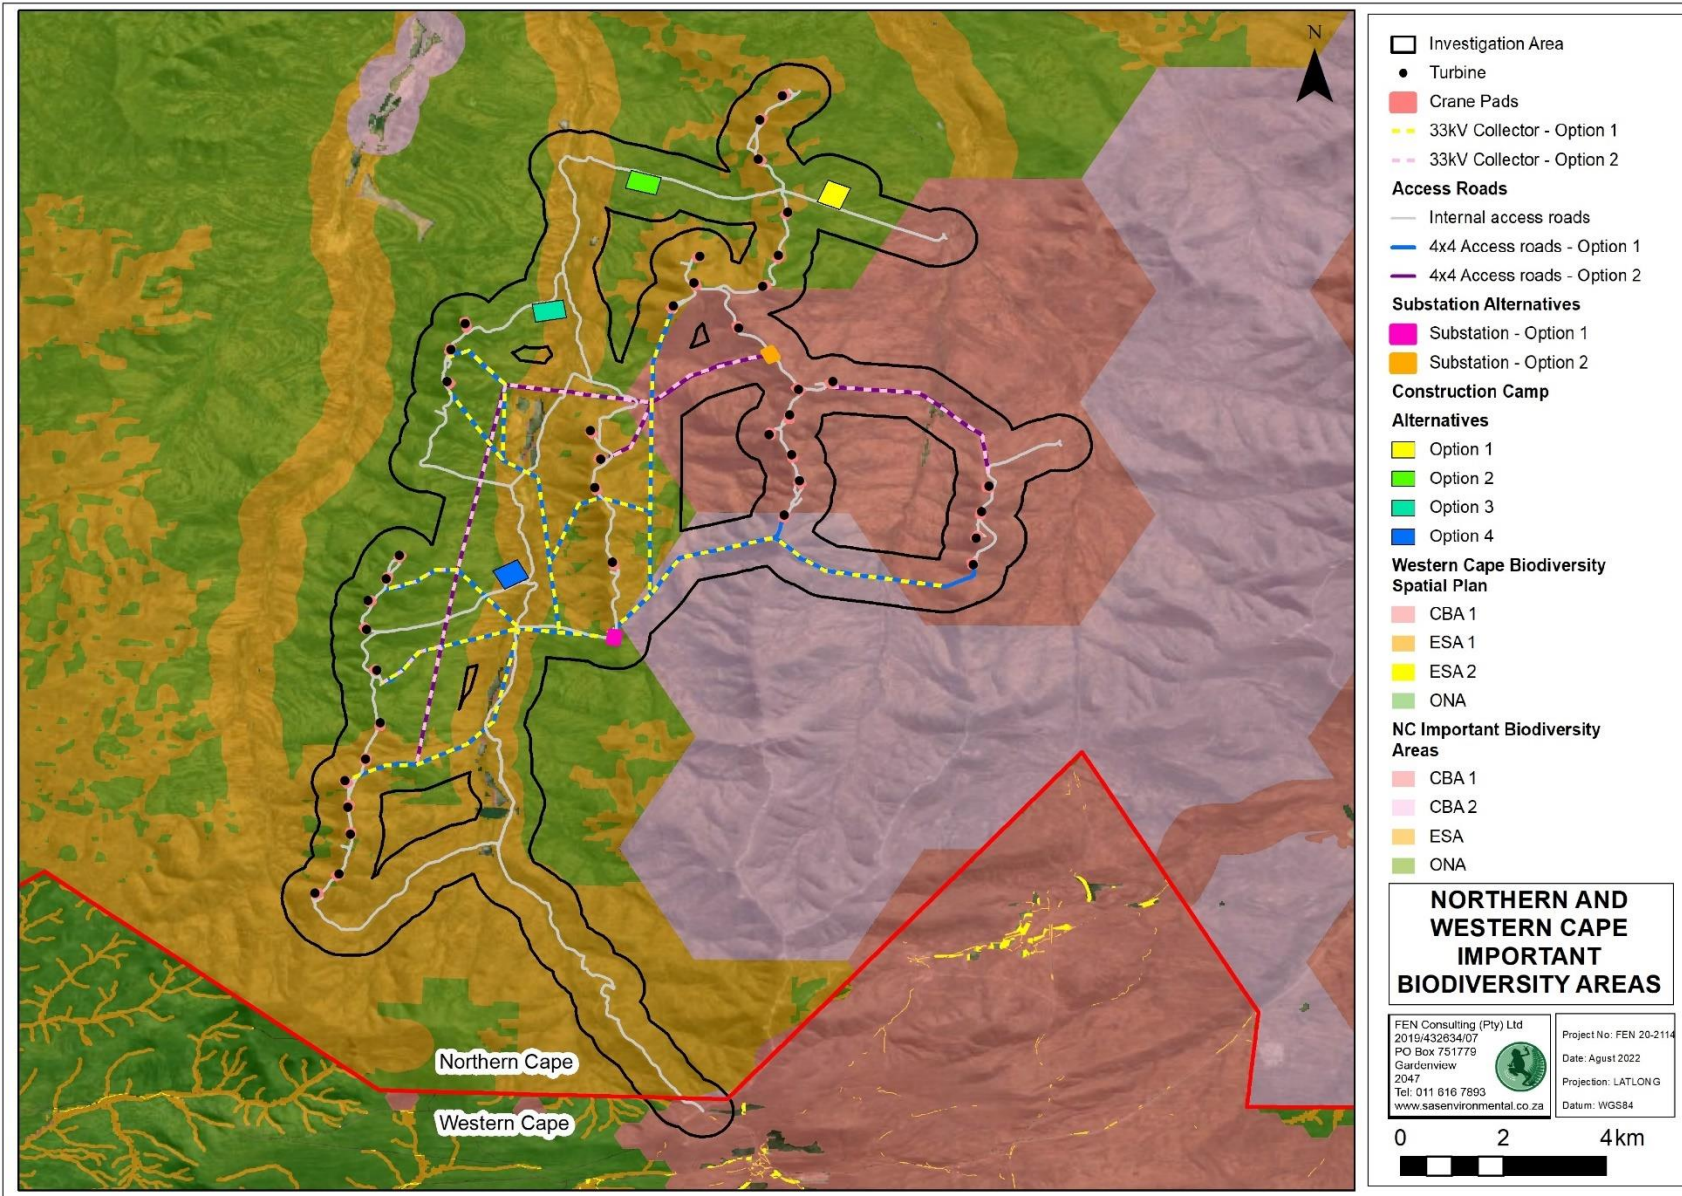 N
Northern Cape
Western Cape
Investigation Area
Turbine
Crane Pads
33kV Collector - Option 1
33kV Collector - Option 2
Access Roads
Internal access roads
4x4 Access roads - Option 1
4x4 Access roads - Option 2
Substation Alternatives
Substation - Option 1
Substation - Option 2
Construction Camp
Alternatives
Option 1
Option 2
Option 3
Option 4
Western Cape Biodiversity
Spatial Plan
CBA 1
ESA 1
ESA 2
ONA
NC Important Biodiversity
Areas
CBA 1
CBA 2
ESA
ONA
NORTHERN AND
WESTERN CAPE
IMPORTANT
BIODIVERSITY AREAS
FEN Consulting (Pty) Ltd
2019/432634/07
PO Box 751779
Gardenview
2047
Tel: 011 616 7893
www.sasenvironmental.co.za
Project No: FEN 20-2114
Date: Agust 2022
Projection: LATLONG
Datum: WGS84
0 2 4km